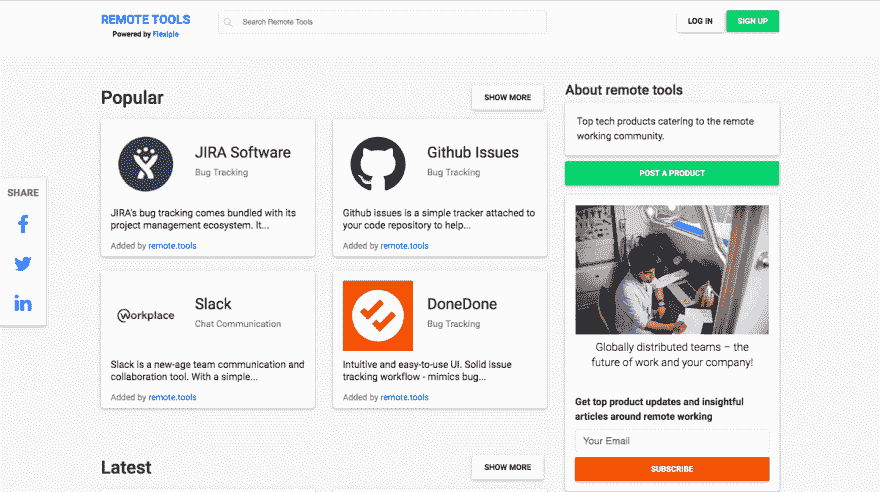 REMOTE TOOLS
Powered by Flexiple
Search Remote Tools
LOG IN
SIGN UP
SHARE
Popular
SHOW MORE
JIRA Software
Bug Tracking
JIRA's bug tracking comes bundled with its
project management ecosystem. It...
Added by remote.tools
Github Issues
Bug Tracking
Github issues is a simple tracker attached to
your code repository to help...
Added by remote.tools
Workplace
Slack
Chat Communication
Slack is a new-age team communication and
collaboration tool. With a simple...
Added by remote.tools
DoneDone
Bug Tracking
Intuitive and easy-to-use UI. Solid issue
tracking workflow - mimics bug...
Added by remote.tools
Latest
SHOW MORE
About remote tools
Top tech products catering to the remote
working community.
POST A PRODUCT
Globally distributed teams – the
future of work and your company!
Get top product updates and insightful
articles around remote working
Your Email
SUBSCRIBE